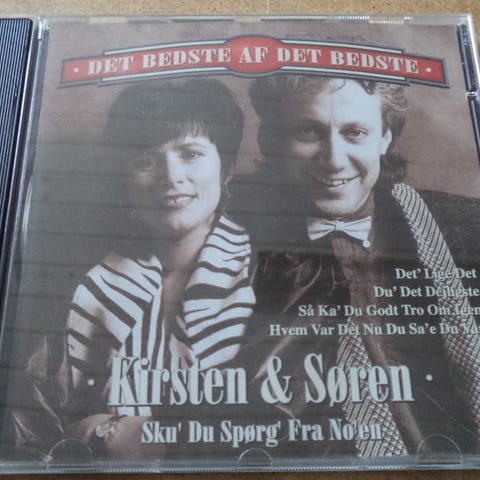 · DET BEDSTE AF DET BEDSTE ·
Det' Lige Det
Du' Det Dejligste
Så Ka' Du Godt Tro Om Igen
Hvem Var Det Nu Du Sa'e Du Var
· Kirsten & Søren ·
Sku' Du Spørg' Fra No'en